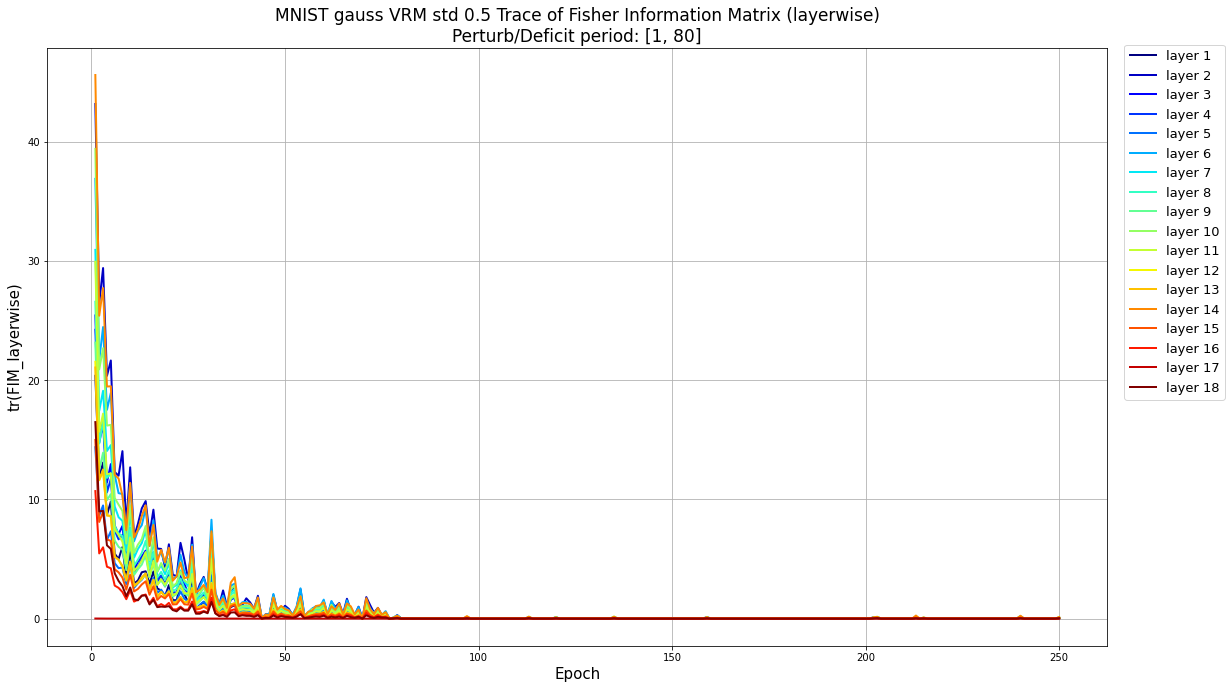 MNIST gauss VRM std 0.5 Trace of Fisher Information Matrix (layerwise)
Perturb/Deficit period: [1, 80]
tr(FIM_layerwise)
40
30
20
10
0
0
50
100
150
200
250
Epoch
layer 1
layer 2
layer 3
layer 4
layer 5
layer 6
layer 7
layer 8
layer 9
layer 10
layer 11
layer 12
layer 13
layer 14
layer 15
layer 16
layer 17
layer 18